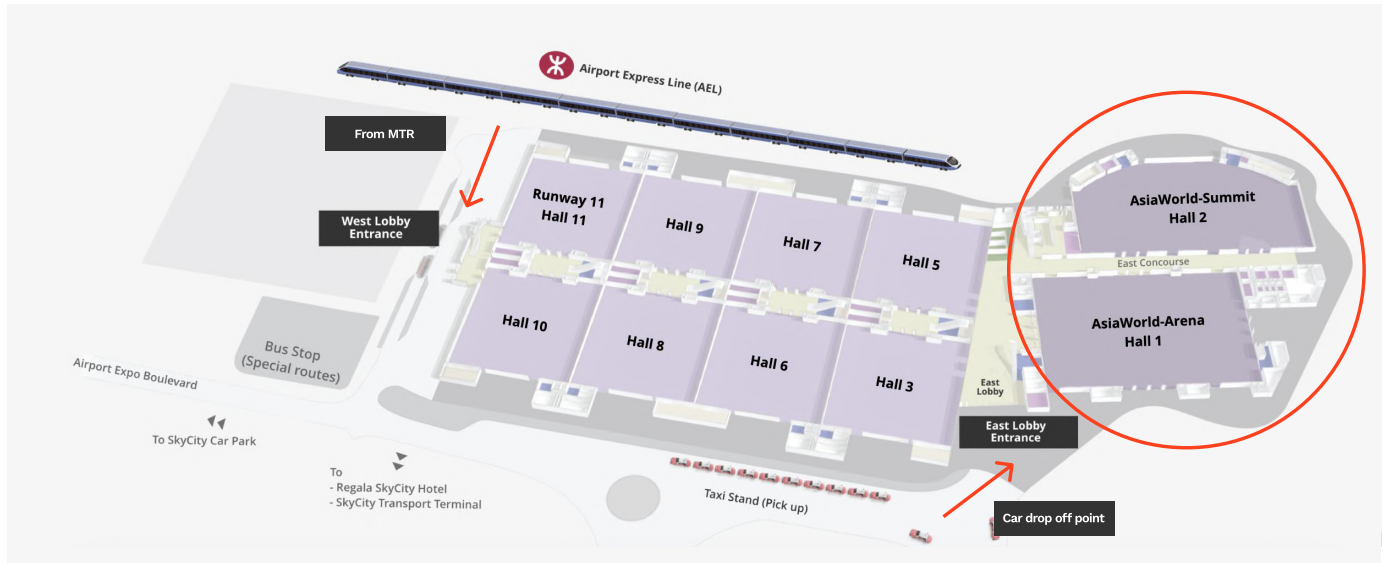 Airport Express Line (AEL)
From MTR
West Lobby
Entrance
Runway 11
Hall 11
Hall 9
Hall 7
Hall 5
AsiaWorld-Summit
Hall 2
East Concourse
AsiaWorld-Arena
Hall 1
Hall 10
Hall 8
Hall 6
Hall 3
East
Lobby
East Lobby
Entrance
Bus Stop
(Special routes)
Airport Expo Boulevard
To SkyCity Car Park
To
- Regala SkyCity Hotel
- SkyCity Transport Terminal
Taxi Stand (Pick up)
Car drop off point